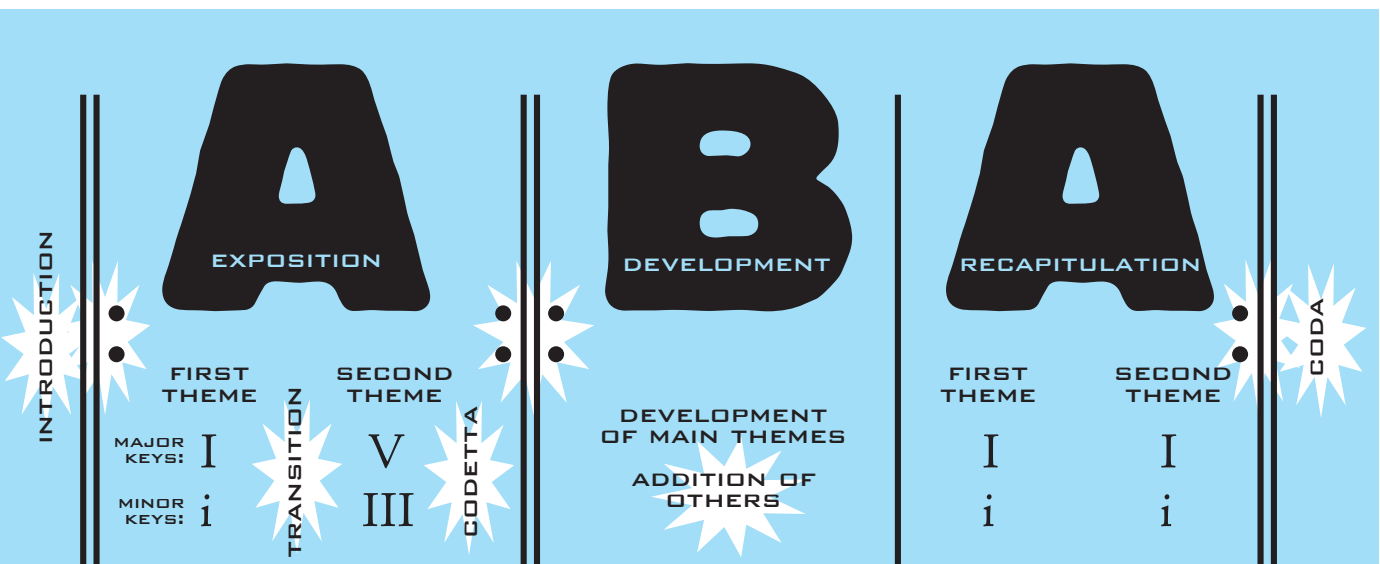 INTRODUCTION
A
EXPOSITION
FIRST
THEME
TRANSITION
SECOND
THEME
CODETTA
MAJOR
KEYS:
I
V
MINOR
KEYS:
i
III
B
DEVELOPMENT
DEVELOPMENT
OF MAIN THEMES
ADDITION OF
OTHERS
A
RECAPITULATION
FIRST
THEME
SECOND
THEME
I
I
i
i
CODA